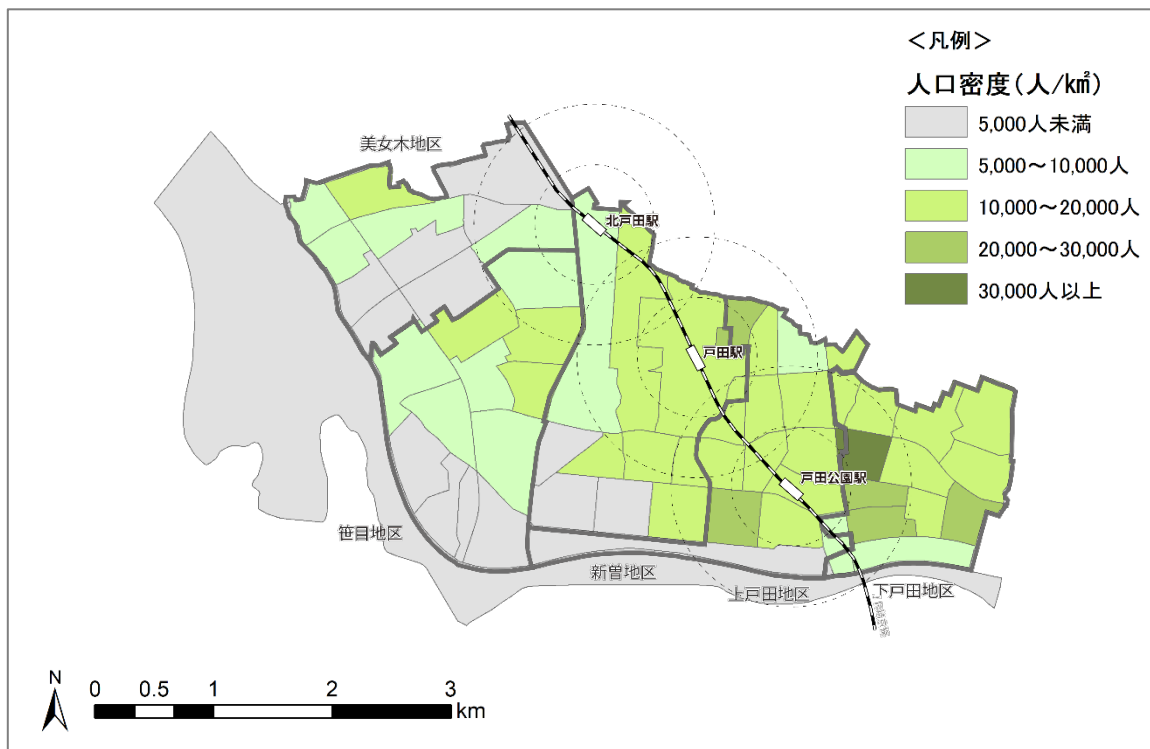 ＜凡例＞
人口密度(人/k㎡)
5,000人未満
5,000～10,000人
10,000～20,000人
20,000～30,000人
30,000人以上
美女木地区
北戸田駅
戸田駅
戸田公園駅
笹目地区
新曽地区
上戸田地区
下戸田地区
N
0 0.5 1 2 3
km